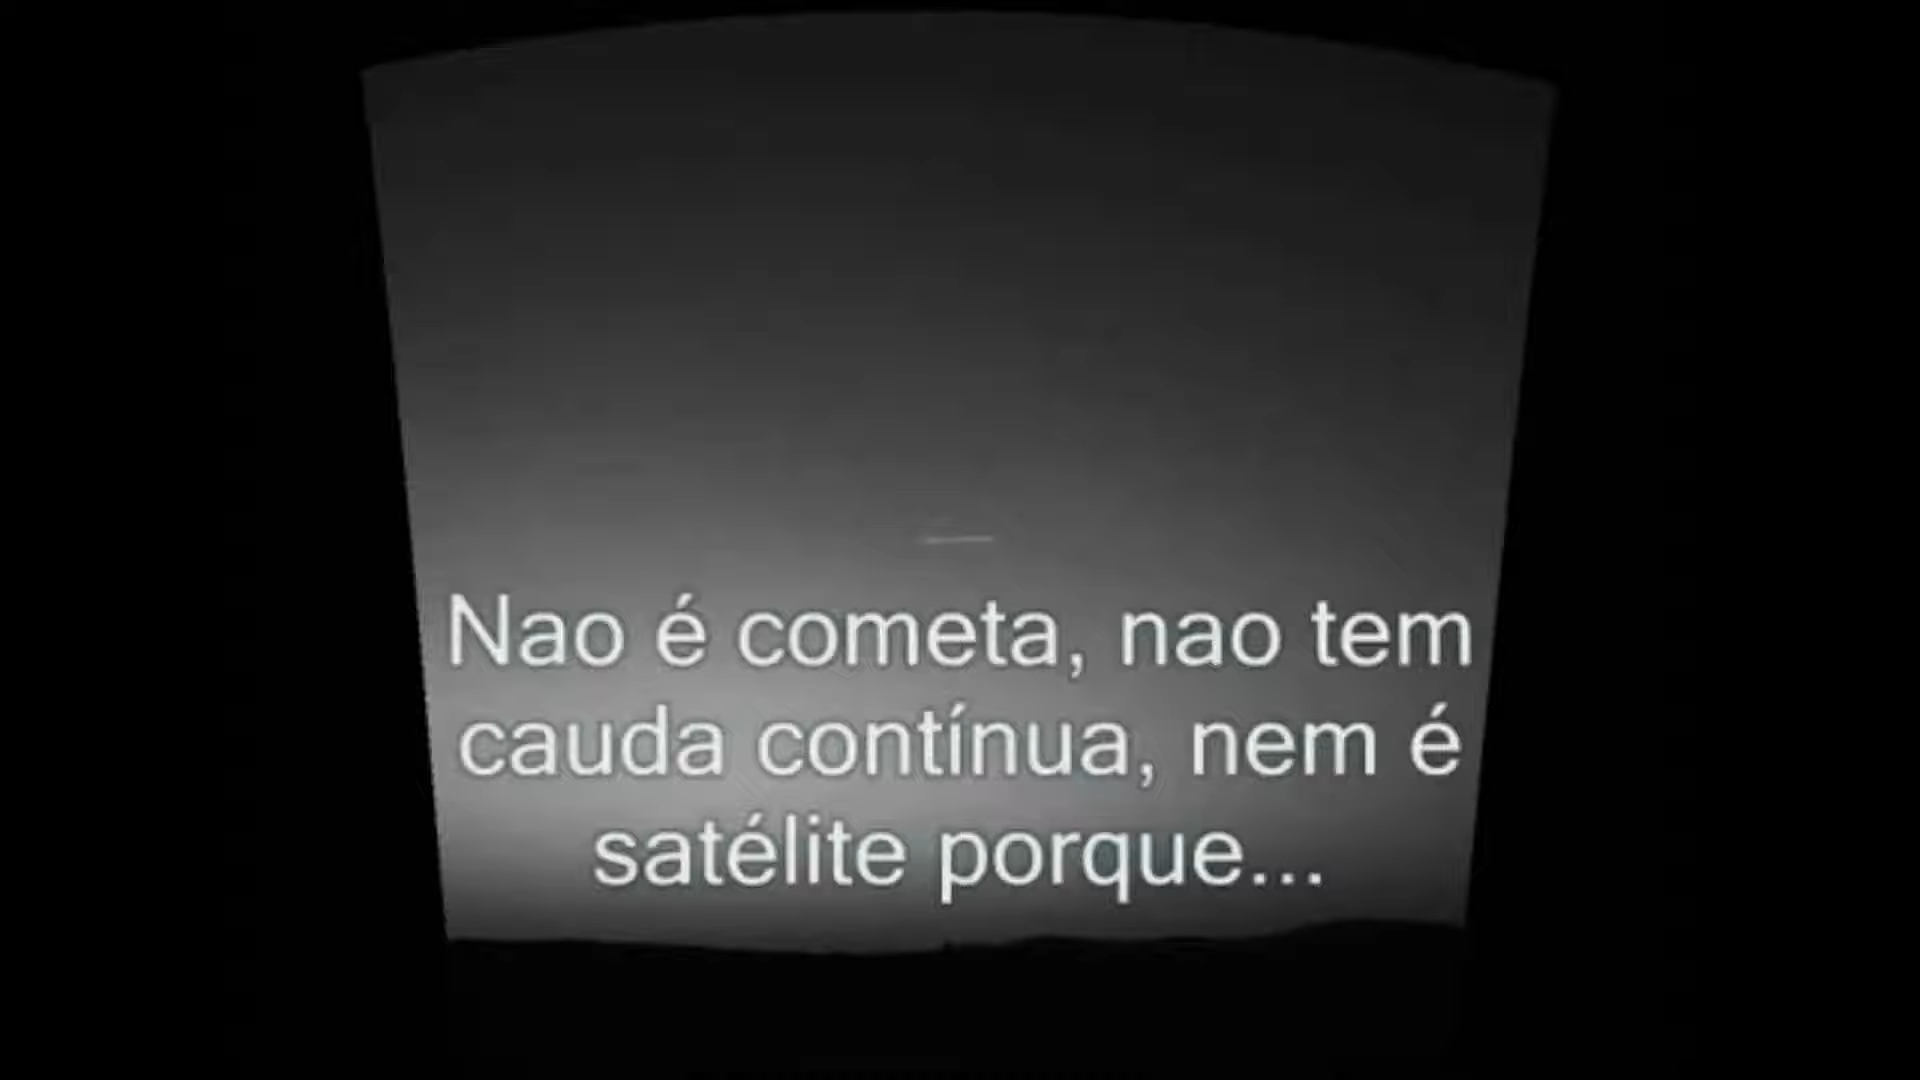 Nao é cometa, nao tem
cauda contínua, nem é
satélite porque...